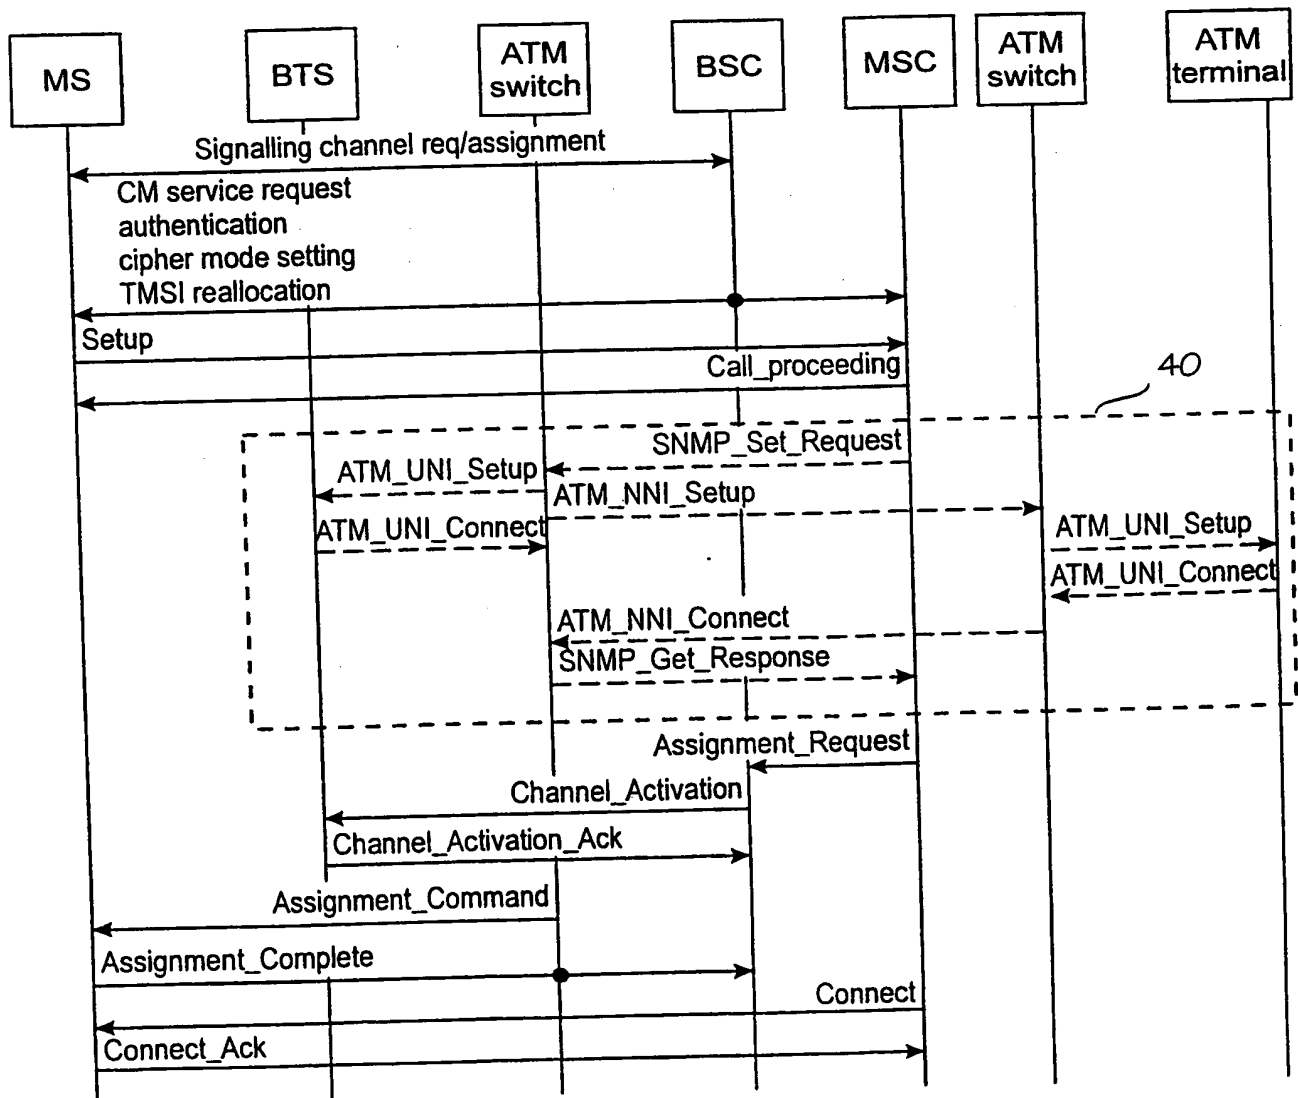 MS
BTS
ATM
switch
BSC
MSC
ATM
switch
ATM
terminal
Signalling channel req/assignment
CM service request
authentication
cipher mode setting
TMSI reallocation
Setup
Call_proceeding
40
SNMP_Set_Request
ATM_UNI_Setup
ATM_NNI_Setup
ATM_UNI_Connect
ATM_UNI_Setup
ATM_UNI_Connect
ATM_NNI_Connect
SNMP_Get_Response
Assignment_Request
Channel_Activation
Channel_Activation_Ack
Assignment_Command
Assignment_Complete
Connect
Connect_Ack